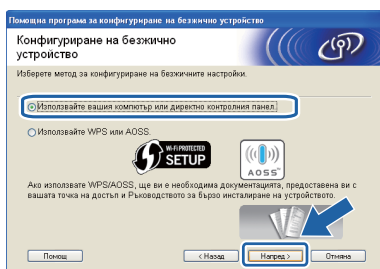 Помощна програма за конфигуриране на безжично устройство
Конфигуриране на безжично
устройство
Изберете метод за конфигуриране на безжичните настройки.
Използвайте вашия компютър или директно контролния панел.
Използвайте WPS или AOSS.
Wi-Fi PROTECTED
SETUP
AOSS
Ако използвате WPS/AOSS, ще ви е необходима документацията, предоставена ви с
вашата точка на достъп и Ръководството за бързо инсталиране на устройството.
Помощ
< Назад
Напред >
Отмяна